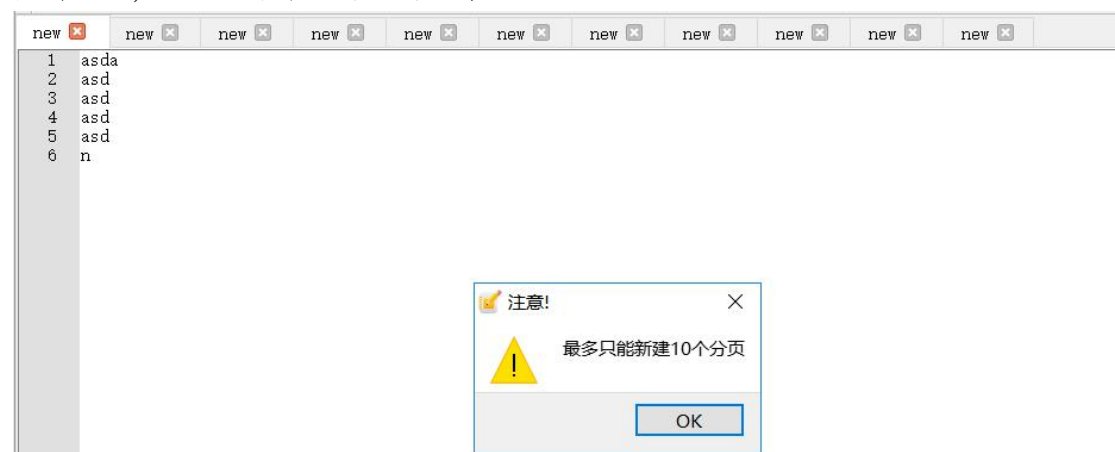 new new new new new new new new new new new
1 asda
2 asd
3 asd
4 asd
5 asd
6 n
注意!
最多只能新建10个分页
OK